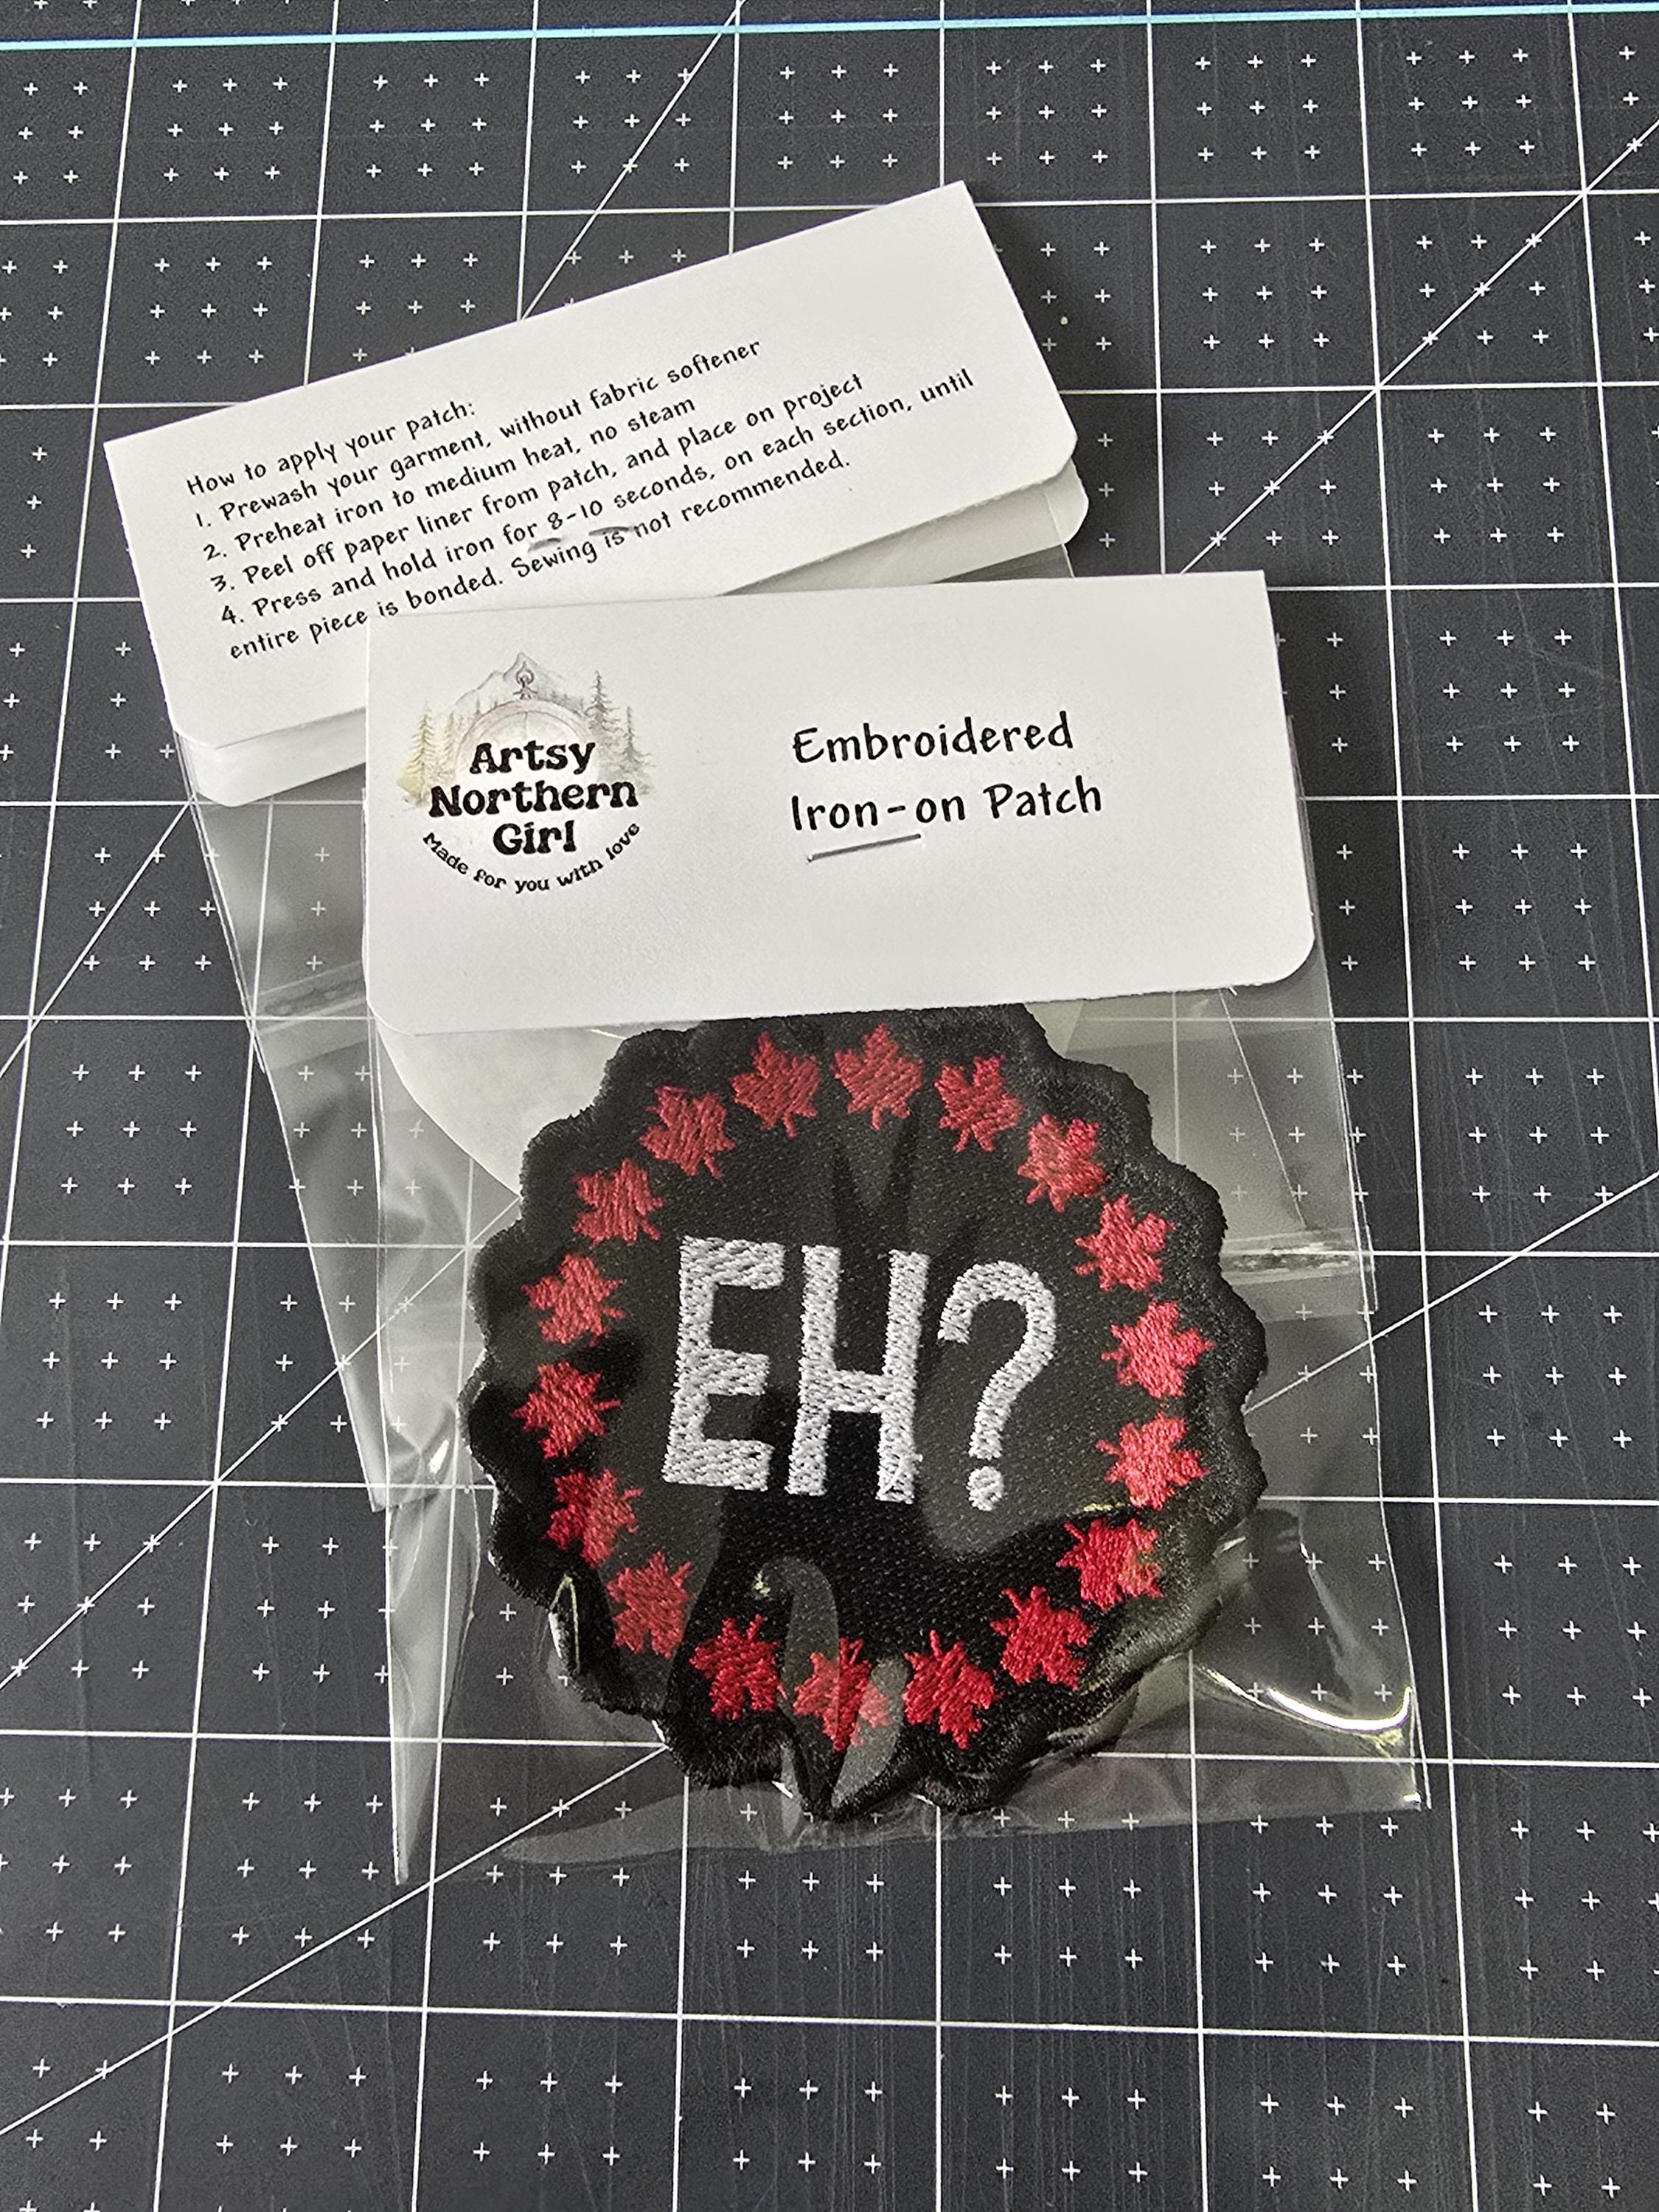 How to apply your patch:
1. Prewash your garment, without fabric softener
2. Preheat iron to medium heat, no steam
3. Peel off paper liner from patch, and place on project
4. Press and hold iron for 8-10 seconds, on each section, until
entire piece is bonded. Sewing is not recommended.
Artsy
Northern
Girl
Made for you with love
Embroidered
Iron-on Patch
EH?